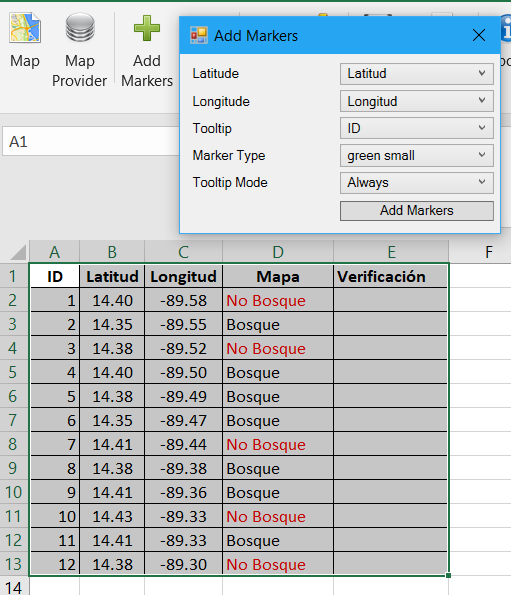 Map
Map Provider
Add Markers
Add Markers
Latitude Latitud
Longitude Longitud
Tooltip ID
Marker Type green small
Tooltip Mode Always
Add Markers
A1
A B C D E F
1 ID Latitud Longitud Mapa Verificación
2 1 14.40 -89.58 No Bosque
3 2 14.35 -89.55 Bosque
4 3 14.38 -89.52 No Bosque
5 4 14.40 -89.50 Bosque
6 5 14.38 -89.49 Bosque
7 6 14.35 -89.47 Bosque
8 7 14.41 -89.44 No Bosque
9 8 14.38 -89.38 Bosque
10 9 14.41 -89.36 Bosque
11 10 14.43 -89.33 No Bosque
12 11 14.41 -89.33 Bosque
13 12 14.38 -89.30 No Bosque
14